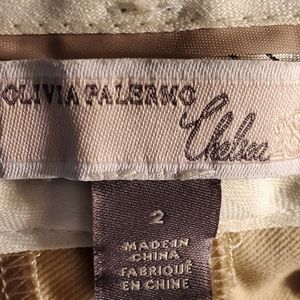 OLIVIA PALERMO
Chelsea
2
MADE IN
CHINA
FABRIQUÉ
EN CHINE